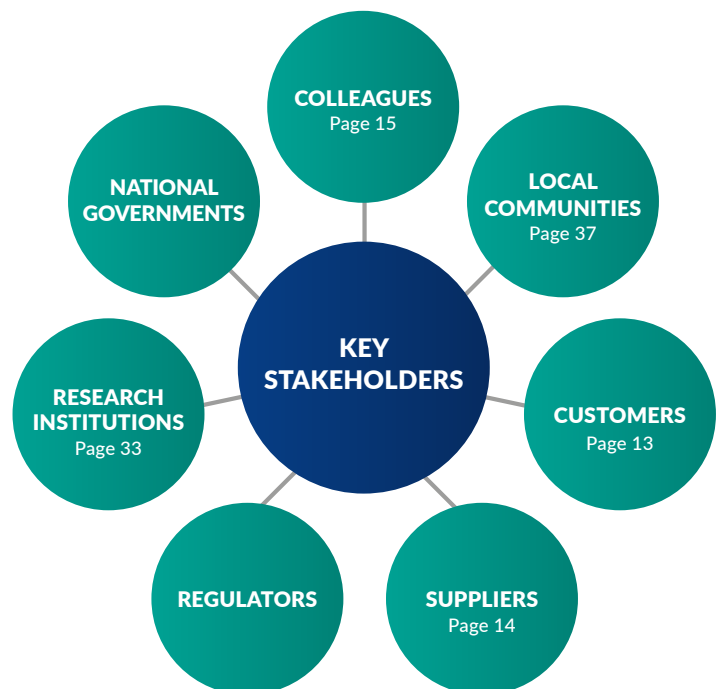 COLLEAGUES
Page 15
LOCAL
COMMUNITIES
Page 37
CUSTOMERS
Page 13
SUPPLIERS
Page 14
REGULATORS
RESEARCH
INSTITUTIONS
Page 33
NATIONAL
GOVERNMENTS
KEY
STAKEHOLDERS